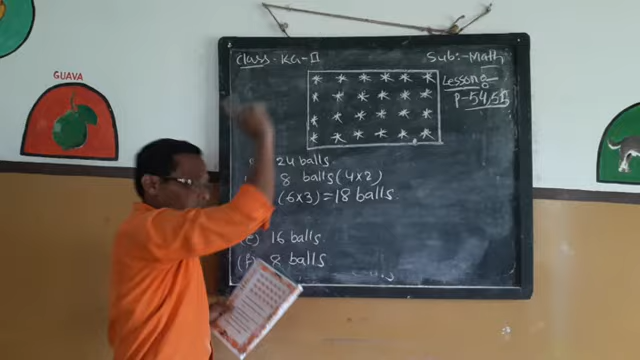 GUAVA
Class - KG-II
Sub:- Math
Lesson
P-54,55
24 balls
8 balls (4x2)
(6x3) = 18 balls
(e) 16 balls
(f) 8 balls